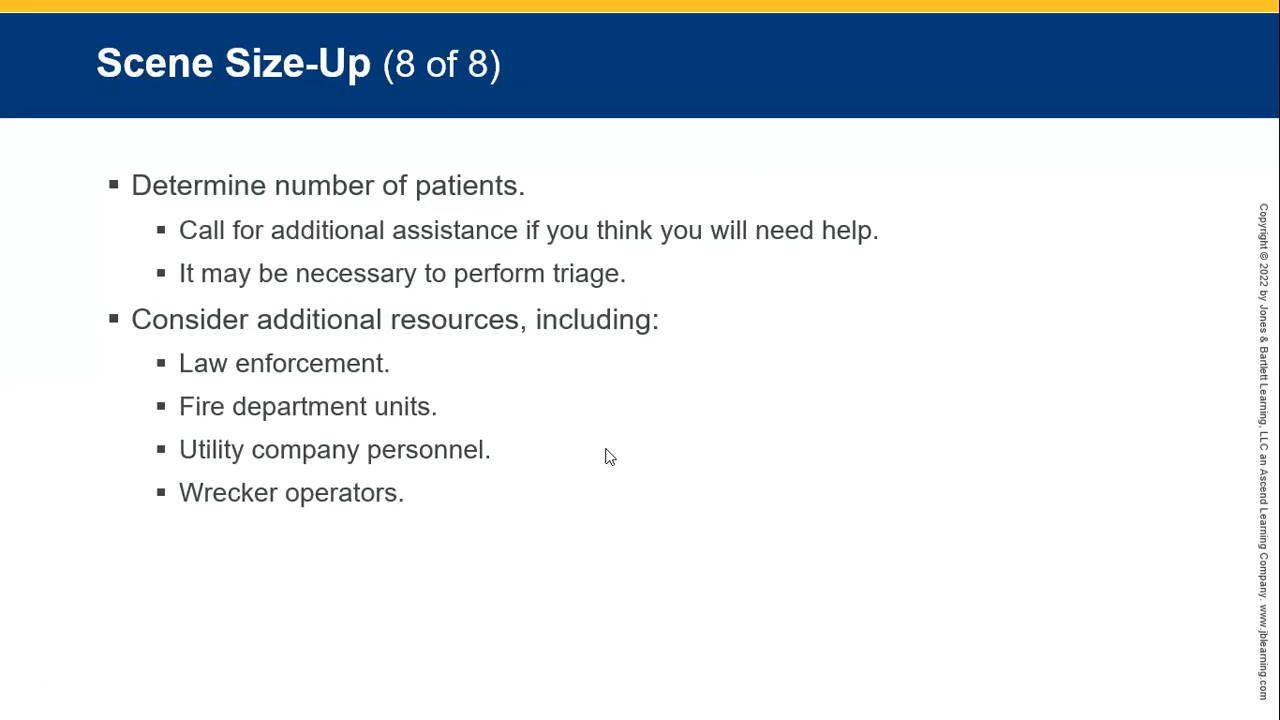 Scene Size-Up (8 of 8)
▪ Determine number of patients.
▪ Call for additional assistance if you think you will need help.
▪ It may be necessary to perform triage.
▪ Consider additional resources, including:
▪ Law enforcement.
▪ Fire department units.
▪ Utility company personnel.
▪ Wrecker operators.
Copyright © 2022 by Jones & Bartlett Learning, LLC an Ascend Learning Company. www.jblearning.com